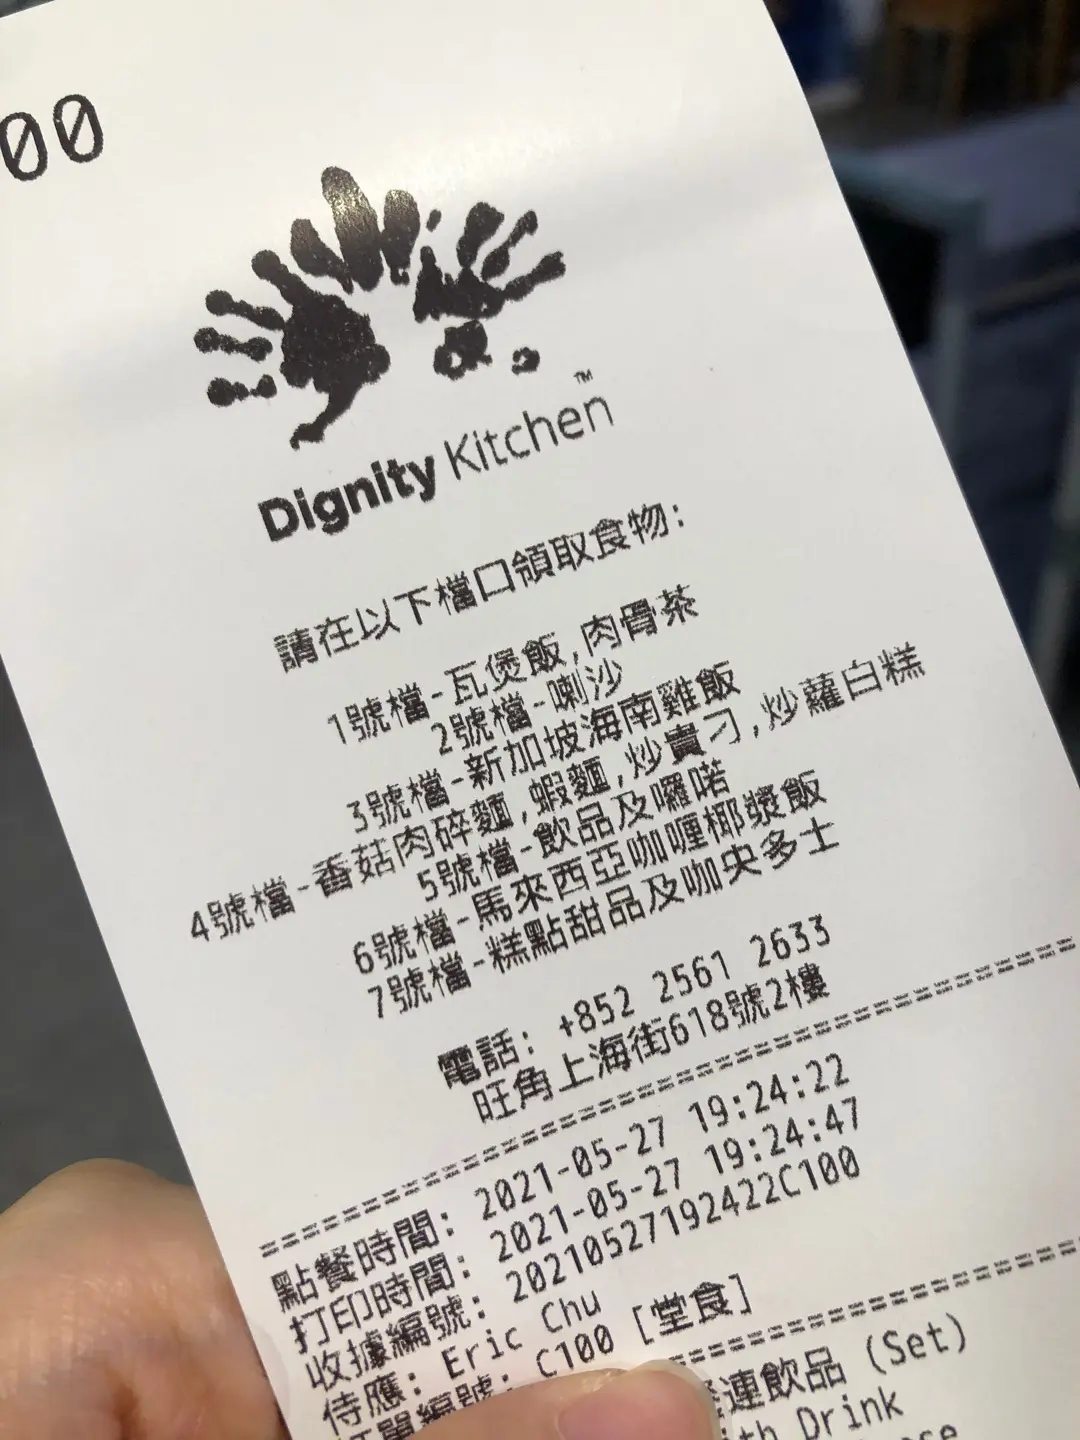 00
Dignity Kitchen™
請在以下檔口領取食物:
1號檔-瓦煲飯,肉骨茶
2號檔-喇沙
3號檔-新加坡海南雞飯
4號檔-香菇肉碎麵,蝦麵,炒貴刁,炒蘿白糕
5號檔-飲品及囉喏
6號檔-馬來西亞咖喱椰漿飯
7號檔-糕點甜品及咖央多士
電話: +852 2561 2633
旺角上海街618號2樓
點餐時間: 2021-05-27 19:24:22
打印時間: 2021-05-27 19:24:47
收據編號: 20210527192422C100
侍應: Eric Chu
訂單編號: C100 [堂食]
連飲品 (Set)
th Drink